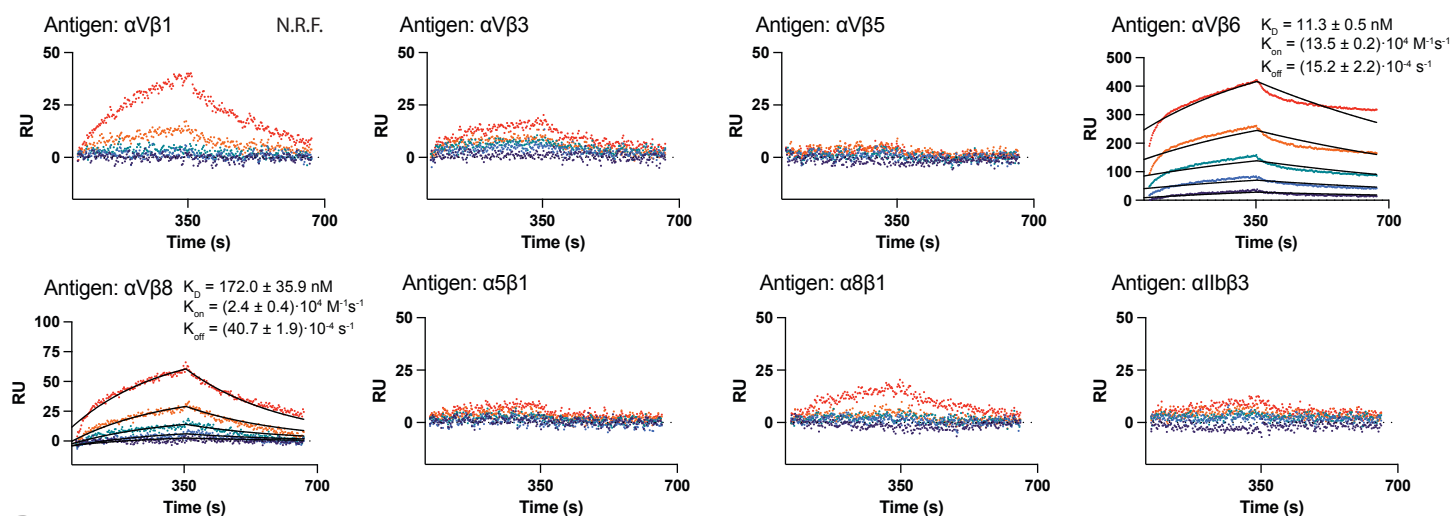 Antigen: αVβ1
N.R.F.
50
25
0
RU
350
700
Time (s)
Antigen: αVβ3
50
25
0
RU
350
700
Time (s)
Antigen: αVβ5
50
25
0
RU
350
700
Time (s)
Antigen: αVβ6
K_D = 11.3 ± 0.5 nM
K_on = (13.5 ± 0.2)·10⁴ M⁻¹s⁻¹
K_off = (15.2 ± 2.2)·10⁻⁴ s⁻¹
500
400
300
200
100
0
RU
350
700
Time (s)
Antigen: αVβ8
K_D = 172.0 ± 35.9 nM
K_on = (2.4 ± 0.4)·10⁴ M⁻¹s⁻¹
K_off = (40.7 ± 1.9)·10⁻⁴ s⁻¹
100
75
50
25
0
RU
350
700
Time (s)
Antigen: α5β1
50
25
0
RU
350
700
Time (s)
Antigen: α8β1
50
25
0
RU
350
700
Time (s)
Antigen: αIIbβ3
50
25
0
RU
350
700
Time (s)